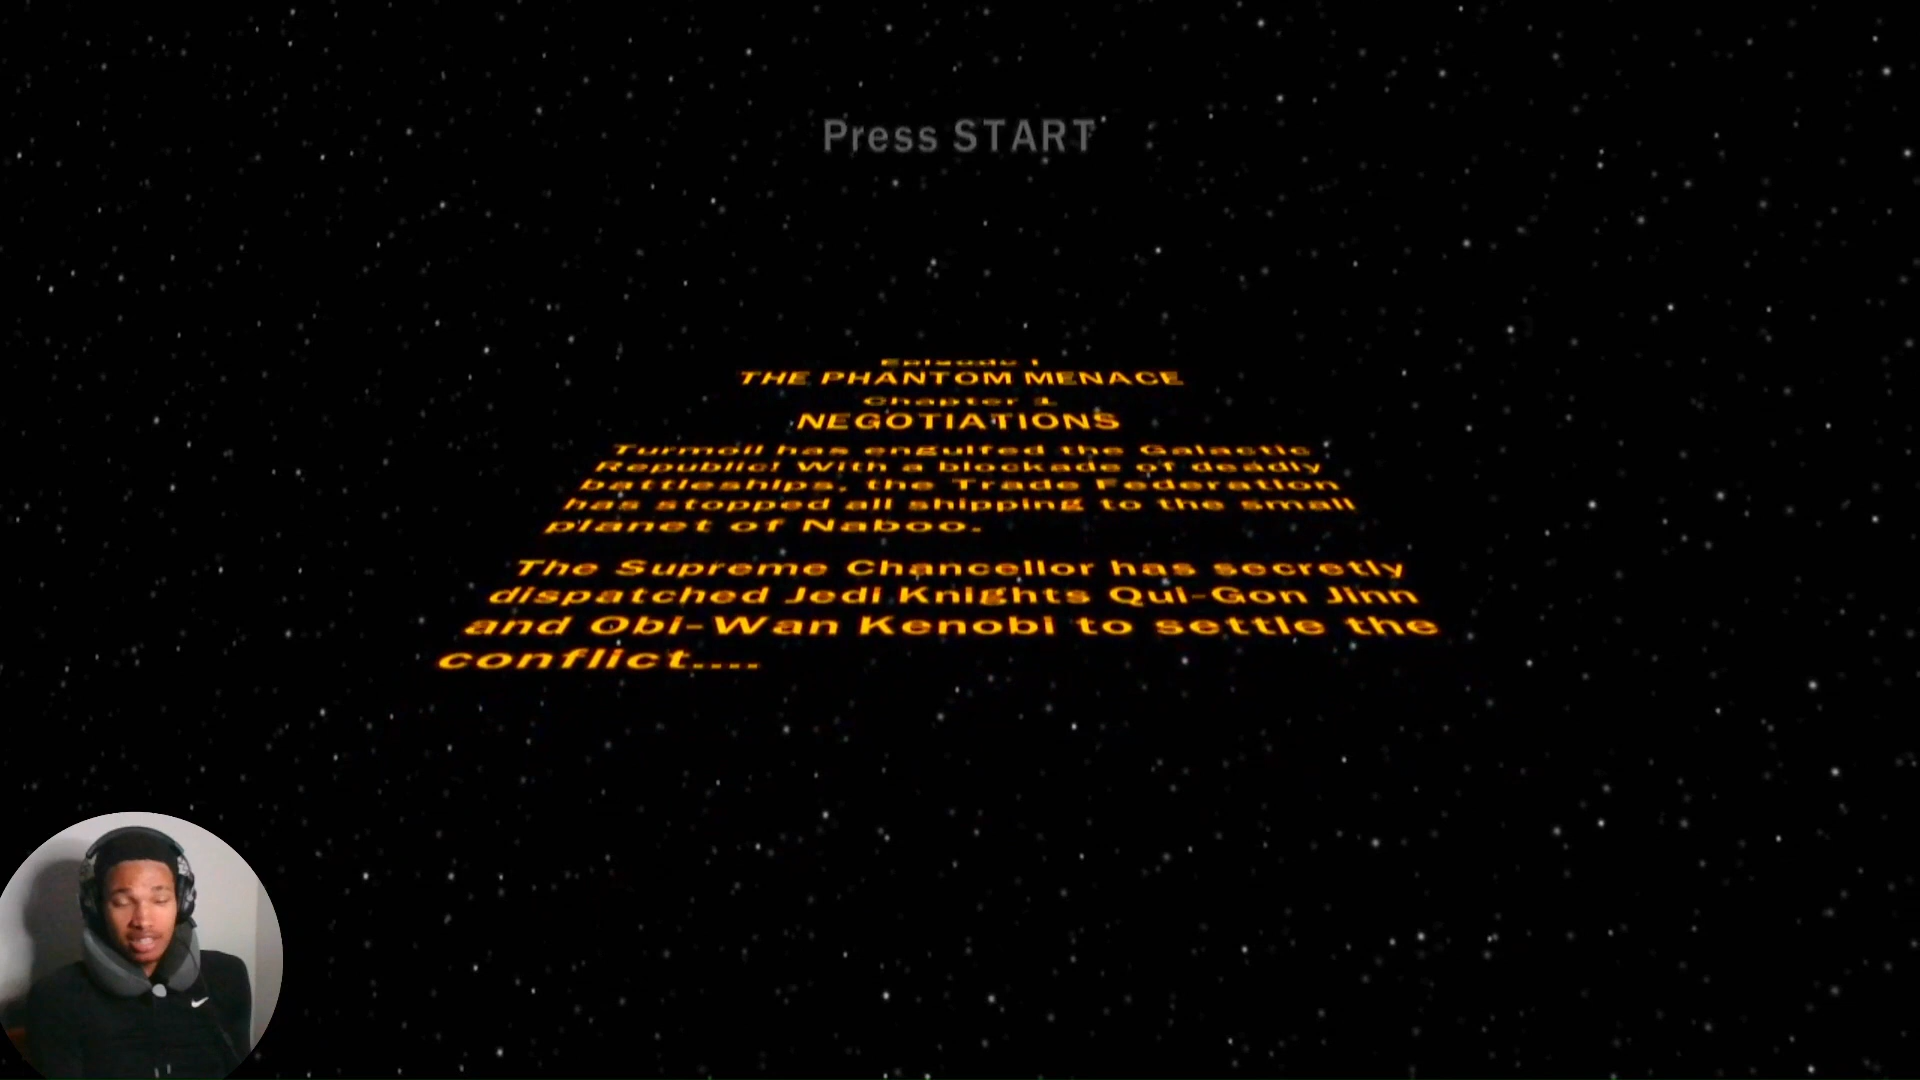 Press START
Episode I
THE PHANTOM MENACE
Chapter 1
NEGOTIATIONS
Turmoil has engulfed the Galactic
Republic! With a blockade of deadly
battleships, the Trade Federation
has stopped all shipping to the small
planet of Naboo.
The Supreme Chancellor has secretly
dispatched Jedi Knights Qui-Gon Jinn
and Obi-Wan Kenobi to settle the
conflict....